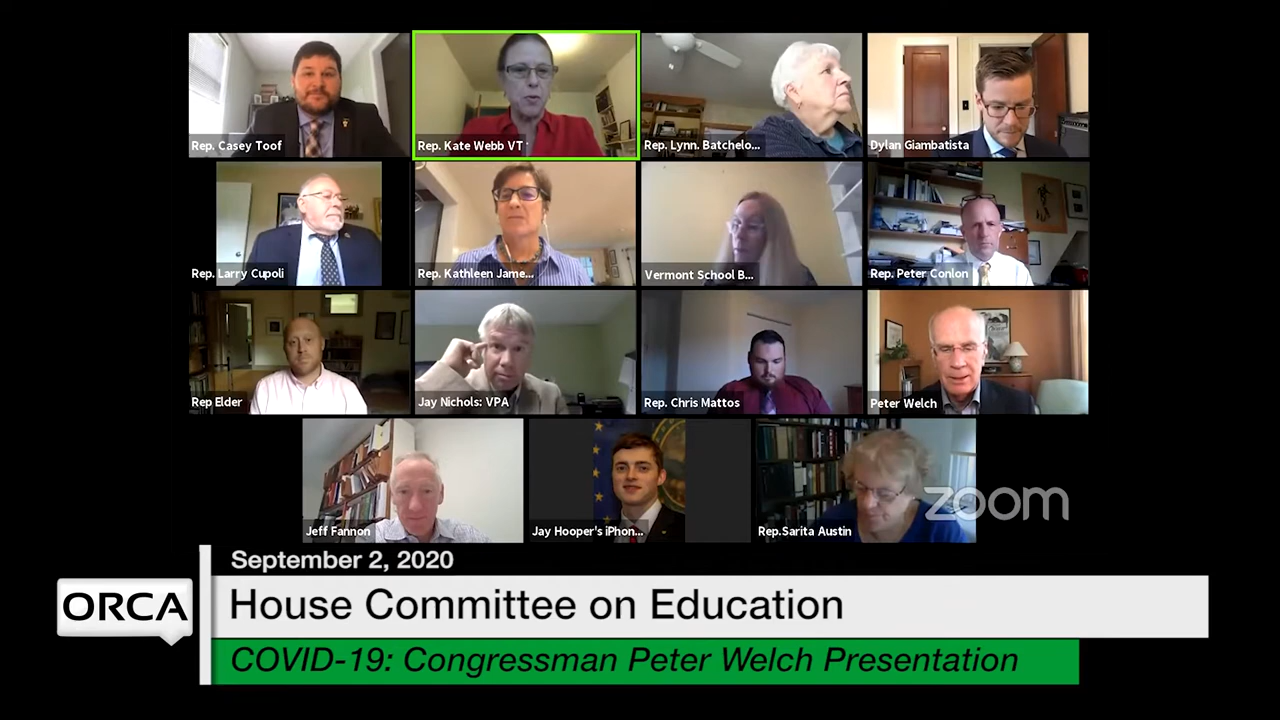 Rep. Casey Toof
Rep. Kate Webb VT
Rep. Lynn. Batchelo...
Dylan Giambatista
Rep. Larry Cupoli
Rep. Kathleen Jame...
Vermont School B...
Rep. Peter Conlon
Rep Elder
Jay Nichols: VPA
Rep. Chris Mattos
Peter Welch
Jeff Fannon
Jay Hooper's iPhon...
Rep.Sarita Austin
zoom
September 2, 2020
ORCA
House Committee on Education
COVID-19: Congressman Peter Welch Presentation